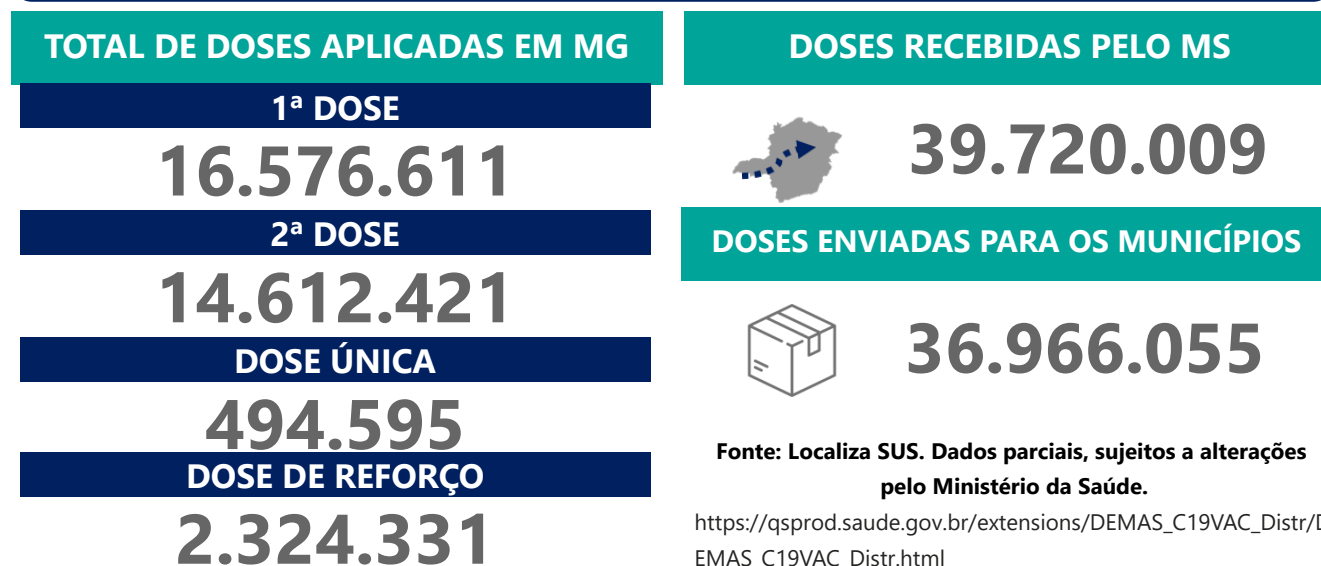 TOTAL DE DOSES APLICADAS EM MG
1ª DOSE
16.576.611
2ª DOSE
14.612.421
DOSE ÚNICA
494.595
DOSE DE REFORÇO
2.324.331
DOSES RECEBIDAS PELO MS
39.720.009
DOSES ENVIADAS PARA OS MUNICÍPIOS
36.966.055
Fonte: Localiza SUS. Dados parciais, sujeitos a alterações
pelo Ministério da Saúde.
https://qsprod.saude.gov.br/extensions/DEMAS_C19VAC_Distr/D
EMAS_C19VAC_Distr.html